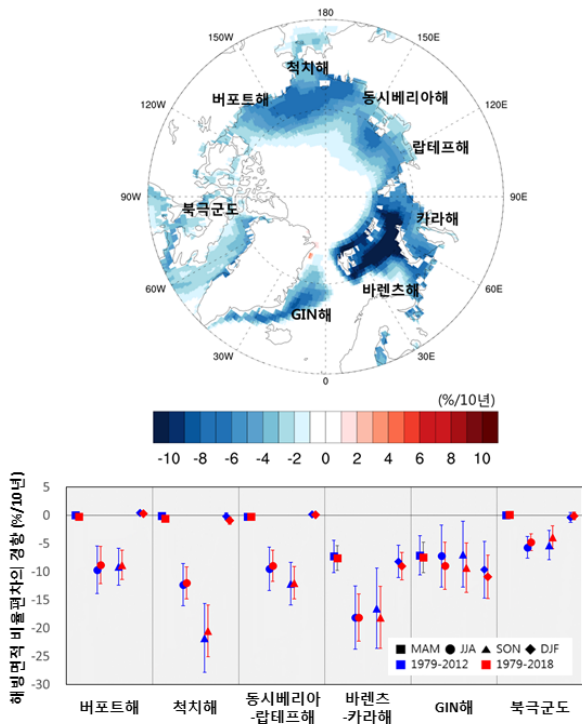 180
150W
150E
척치해
버포트해
동시베리아해
120W
120E
랍테프해
90W
북극군도
90E
카라해
바렌츠해
60W
60E
GIN해
30W
30E
0
(%/10년)
-10 -8 -6 -4 -2 0 2 4 6 8 10
해빙면적 비율편차의 경향(%/10년)
5
0
-5
-10
-15
-20
-25
-30
MAM JJA SON DJF
1979-2012 1979-2018
버포트해 척치해 동시베리아 바렌츠 GIN해 북극군도
-랍테프해 -카라해